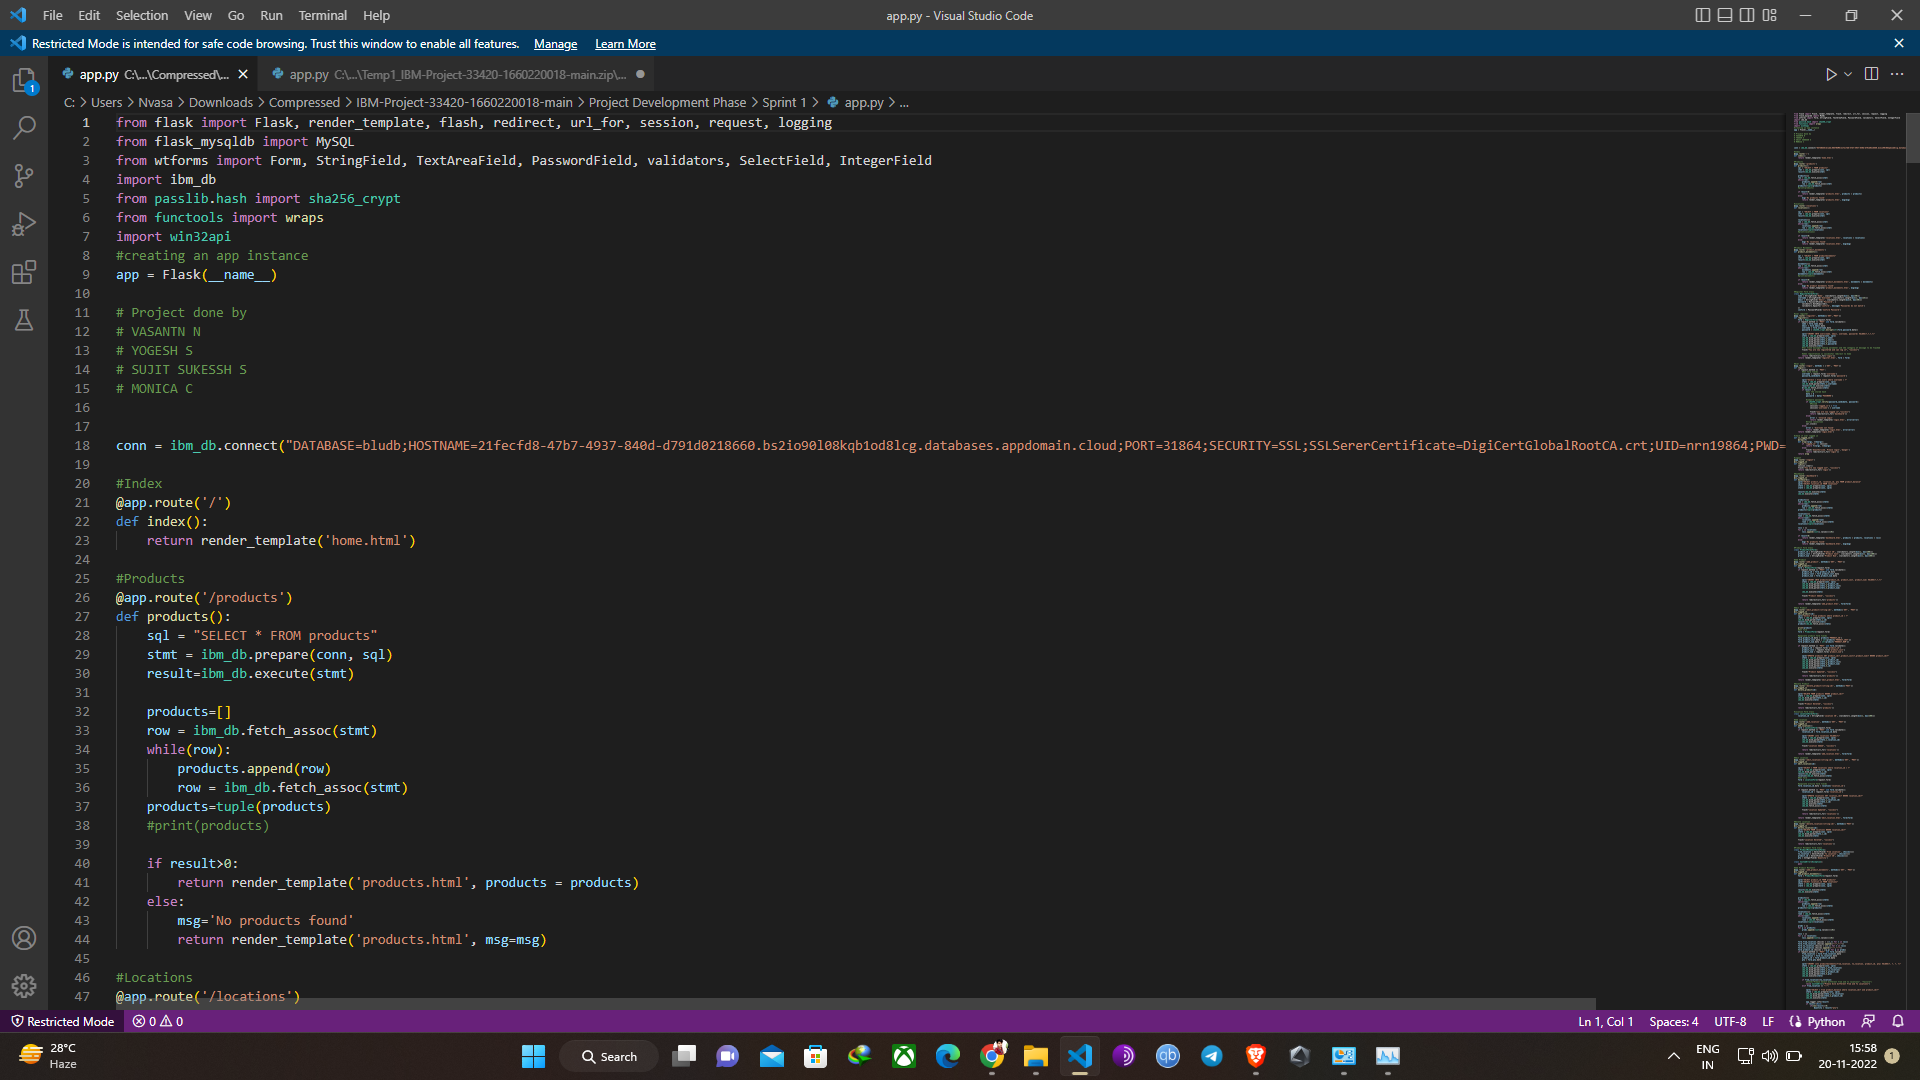 File Edit Selection View Go Run Terminal Help
app.py - Visual Studio Code
Restricted Mode is intended for safe code browsing. Trust this window to enable all features. Manage Learn More
app.py C:\...\Compressed\...
app.py C:\...\Temp1_IBM-Project-33420-1660220018-main.zip\...
C: > Users > Nvasa > Downloads > Compressed > IBM-Project-33420-1660220018-main > Project Development Phase > Sprint 1 > app.py > ...
1 from flask import Flask, render_template, flash, redirect, url_for, session, request, logging
2 from flask_mysqldb import MySQL
3 from wtforms import Form, StringField, TextAreaField, PasswordField, validators, SelectField, IntegerField
4 import ibm_db
5 from passlib.hash import sha256_crypt
6 from functools import wraps
7 import win32api
8 #creating an app instance
9 app = Flask(__name__)
10
11 # Project done by
12 # VASANTN N
13 # YOGESH S
14 # SUJIT SUKESSH S
15 # MONICA C
16
17
18 conn = ibm_db.connect("DATABASE=bludb;HOSTNAME=21fecfd8-47b7-4937-840d-d791d0218660.bs2io90l08kqb1od8lcg.databases.appdomain.cloud;PORT=31864;SECURITY=SSL;SSLSererCertificate=DigiCertGlobalRootCA.crt;UID=nrn19864;PWD=
19
20 #Index
21 @app.route('/')
22 def index():
23     return render_template('home.html')
24
25 #Products
26 @app.route('/products')
27 def products():
28     sql = "SELECT * FROM products"
29     stmt = ibm_db.prepare(conn, sql)
30     result=ibm_db.execute(stmt)
31
32     products=[]
33     row = ibm_db.fetch_assoc(stmt)
34     while(row):
35         products.append(row)
36         row = ibm_db.fetch_assoc(stmt)
37     products=tuple(products)
38     #print(products)
39
40     if result>0:
41         return render_template('products.html', products = products)
42     else:
43         msg='No products found'
44         return render_template('products.html', msg=msg)
45
46 #Locations
47 @app.route('/locations')
1
Restricted Mode 0 0
Ln 1, Col 1 Spaces: 4 UTF-8 LF Python
28°C
Haze
Search
qb
ENG
IN
15:58
20-11-2022
1